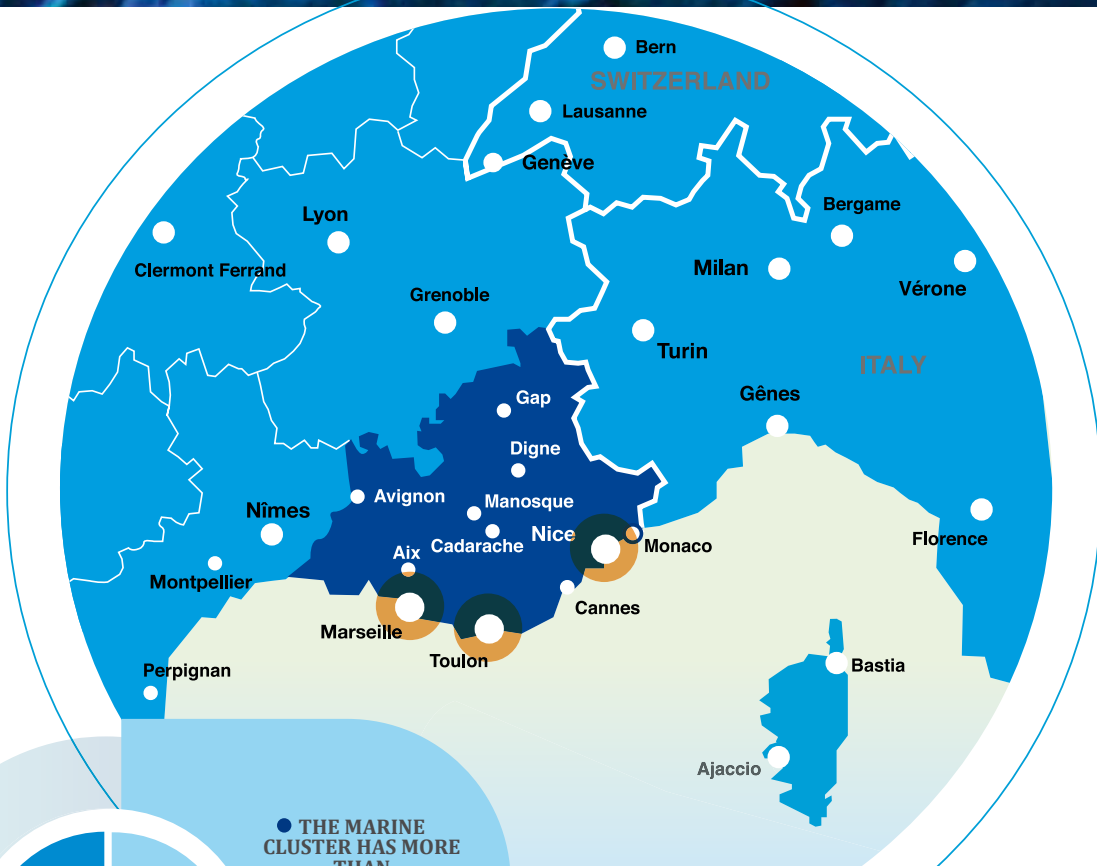 Bern
SWITZERLAND
Lausanne
Genève
Bergame
Lyon
Clermont Ferrand
Milan
Vérone
Grenoble
Turin
ITALY
Gênes
Gap
Digne
Avignon
Manosque
Nîmes
Nice
Cadarache
Monaco
Florence
Aix
Montpellier
Cannes
Marseille
Toulon
Perpignan
Bastia
Ajaccio
THE MARINE
CLUSTER HAS MORE
THAN